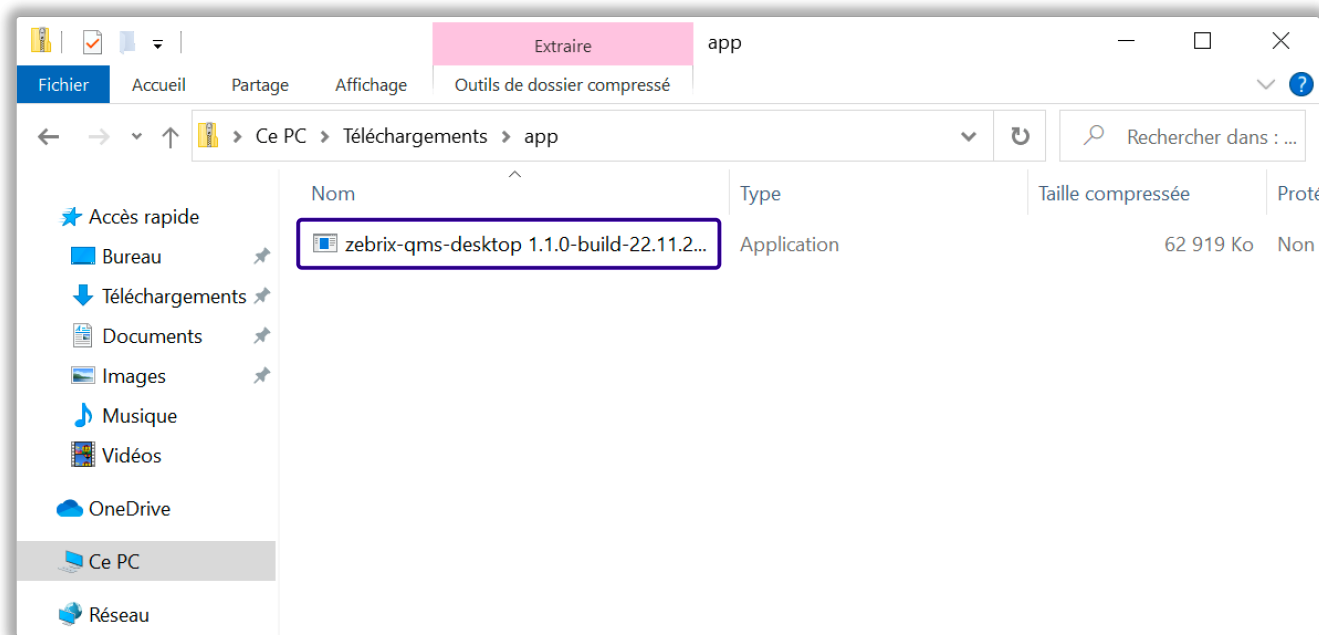 Extraire app
Fichier Accueil Partage Affichage Outils de dossier compressé ?
Ce PC Téléchargements app Rechercher dans : ...
Nom Type Taille compressée Proté
Accès rapide
zebrix-qms-desktop 1.1.0-build-22.11.2... Application 62 919 Ko Non
Bureau
Téléchargements
Documents
Images
Musique
Vidéos
OneDrive
Ce PC
Réseau